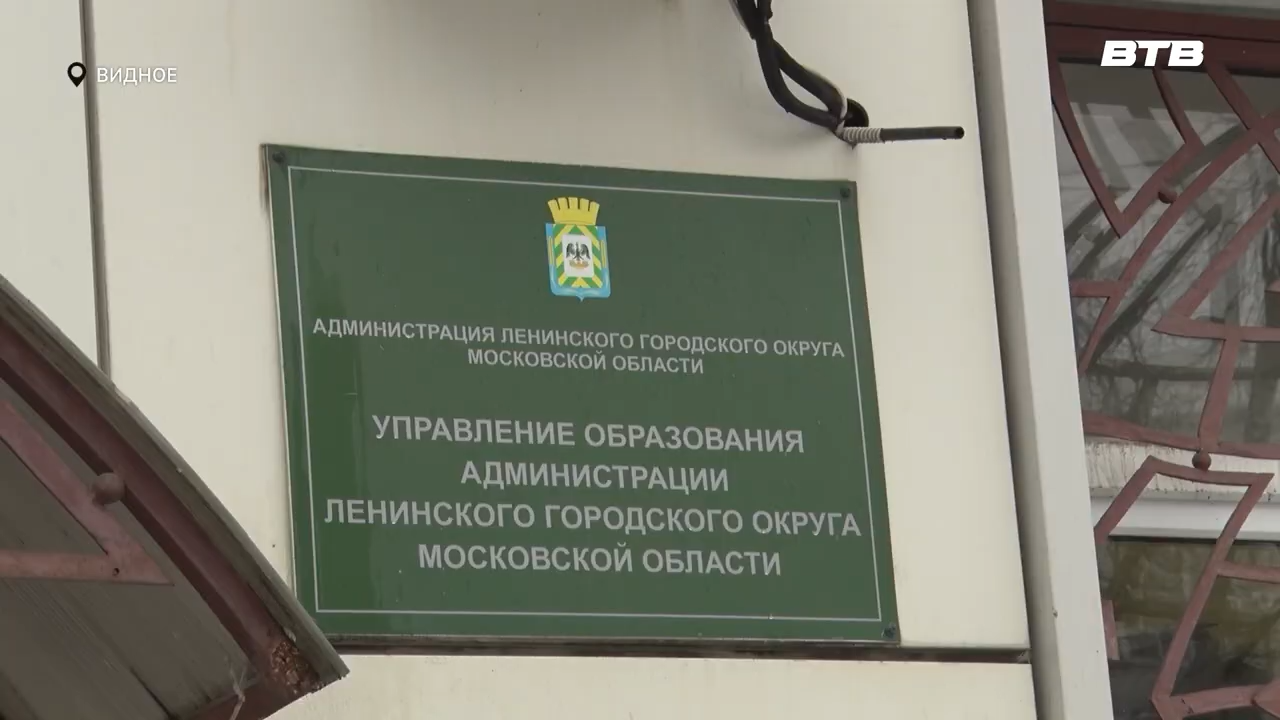 ВИДНОЕ
ВТВ
АДМИНИСТРАЦИЯ ЛЕНИНСКОГО ГОРОДСКОГО ОКРУГА
МОСКОВСКОЙ ОБЛАСТИ
УПРАВЛЕНИЕ ОБРАЗОВАНИЯ
АДМИНИСТРАЦИИ
ЛЕНИНСКОГО ГОРОДСКОГО ОКРУГА
МОСКОВСКОЙ ОБЛАСТИ